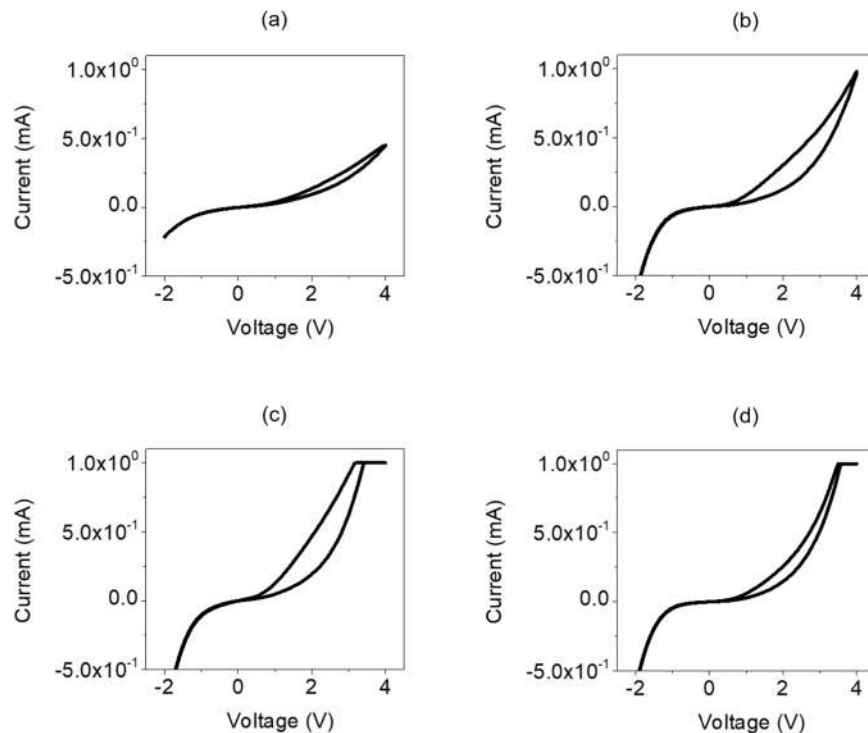 (a)
(b)
1.0x10⁰
5.0x10⁻¹
0.0
-5.0x10⁻¹
Current (mA)
-2 0 2 4
Voltage (V)
1.0x10⁰
5.0x10⁻¹
0.0
-5.0x10⁻¹
Current (mA)
-2 0 2 4
Voltage (V)
(c)
(d)
1.0x10⁰
5.0x10⁻¹
0.0
-5.0x10⁻¹
Current (mA)
-2 0 2 4
Voltage (V)
1.0x10⁰
5.0x10⁻¹
0.0
-5.0x10⁻¹
Current (mA)
-2 0 2 4
Voltage (V)